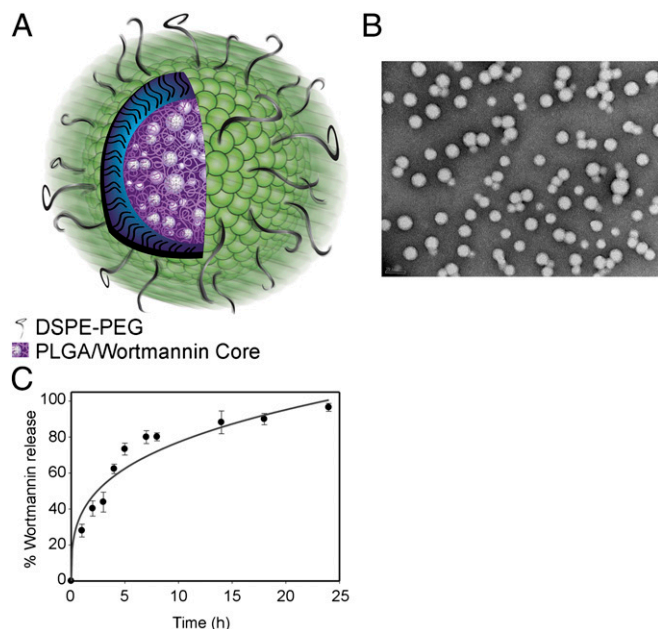 A
B
DSPE-PEG
PLGA/Wortmannin Core
C
% Wortmannin release
100
80
60
40
20
0
0 5 10 15 20 25
Time (h)